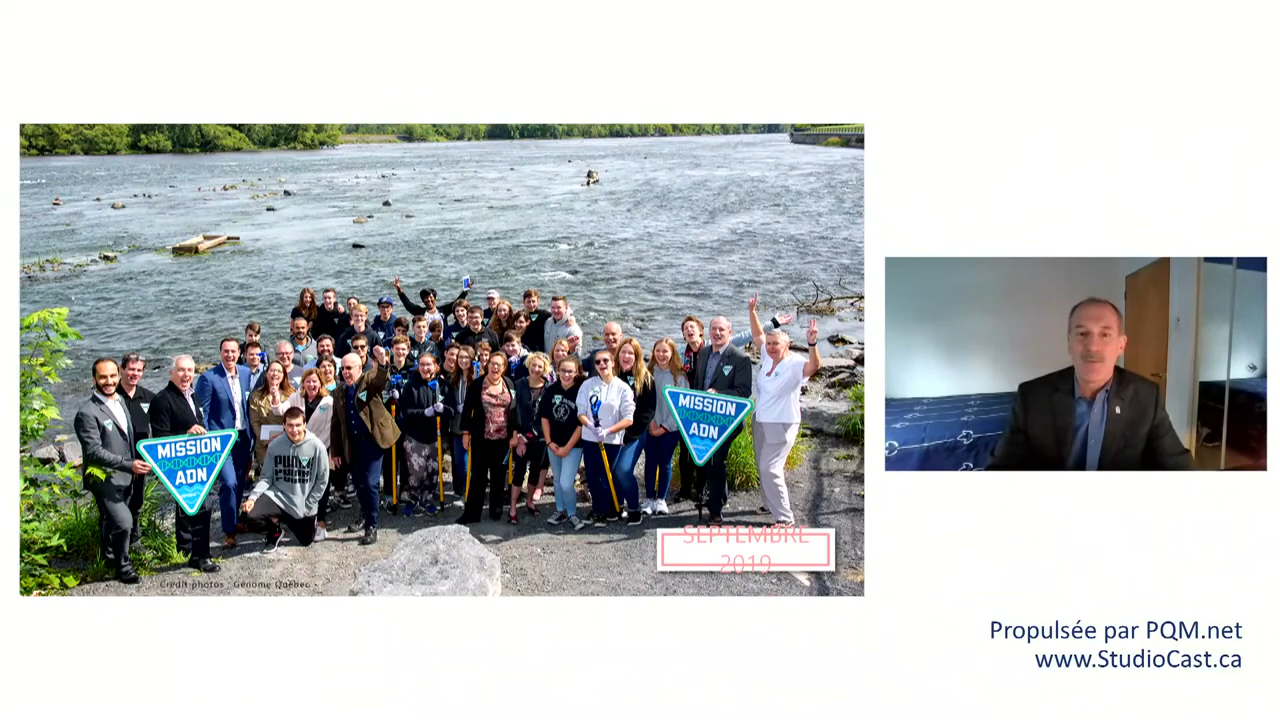 MISSION
ADN
MISSION
ADN
PUMA
SEPTEMBRE
2019
Crédit photos : Génome Québec
Propulsée par PQM.net
www.StudioCast.ca